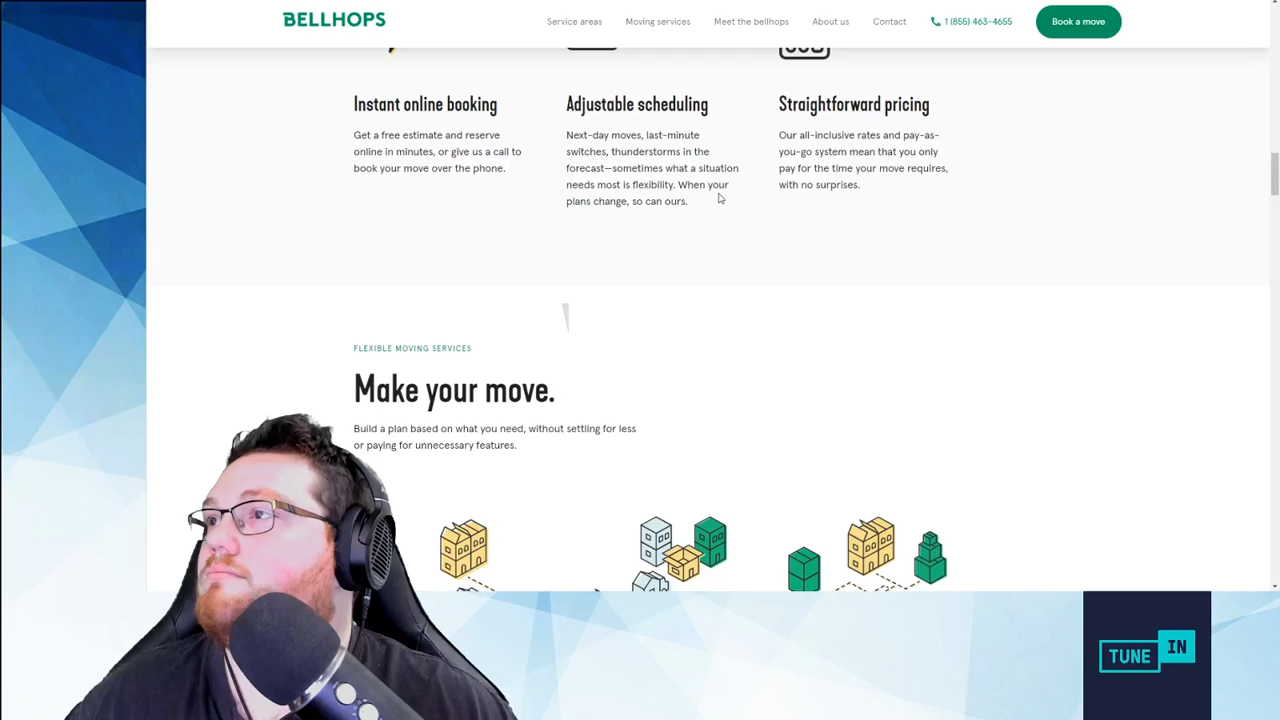 BELLHOPS
Service areas Moving services Meet the bellhops About us Contact 1 (855) 463-4655 Book a move
Instant online booking
Get a free estimate and reserve
online in minutes, or give us a call to
book your move over the phone.
Adjustable scheduling
Next-day moves, last-minute
switches, thunderstorms in the
forecast—sometimes what a situation
needs most is flexibility. When your
plans change, so can ours.
Straightforward pricing
Our all-inclusive rates and pay-as-
you-go system mean that you only
pay for the time your move requires,
with no surprises.
FLEXIBLE MOVING SERVICES
Make your move.
Build a plan based on what you need, without settling for less
or paying for unnecessary features.
TUNE IN